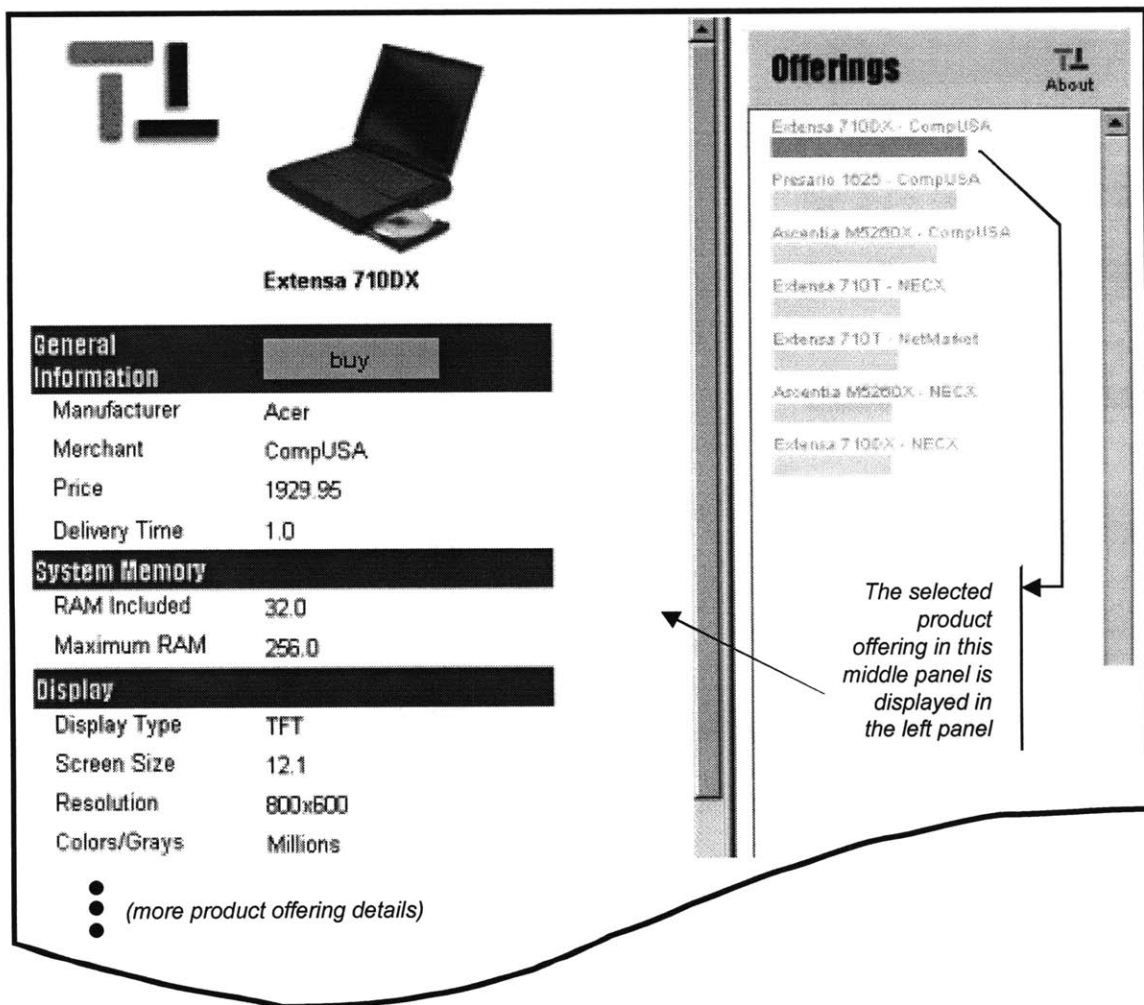 Extensa 710DX
General
Information
buy
Manufacturer Acer
Merchant CompUSA
Price 1929.95
Delivery Time 1.0
System Memory
RAM Included 32.0
Maximum RAM 256.0
Display
Display Type TFT
Screen Size 12.1
Resolution 800x600
Colors/Grays Millions
(more product offering details)
Offerings
About
Extensa 710DX - CompUSA
Presario 1625 - CompUSA
Ascentia M5260DX - CompUSA
Extensa 710T - NECX
Extensa 710T - NetMarket
Ascentia M5260DX - NECX
Extensa 710DX - NECX
The selected
product
offering in this
middle panel is
displayed in
the left panel